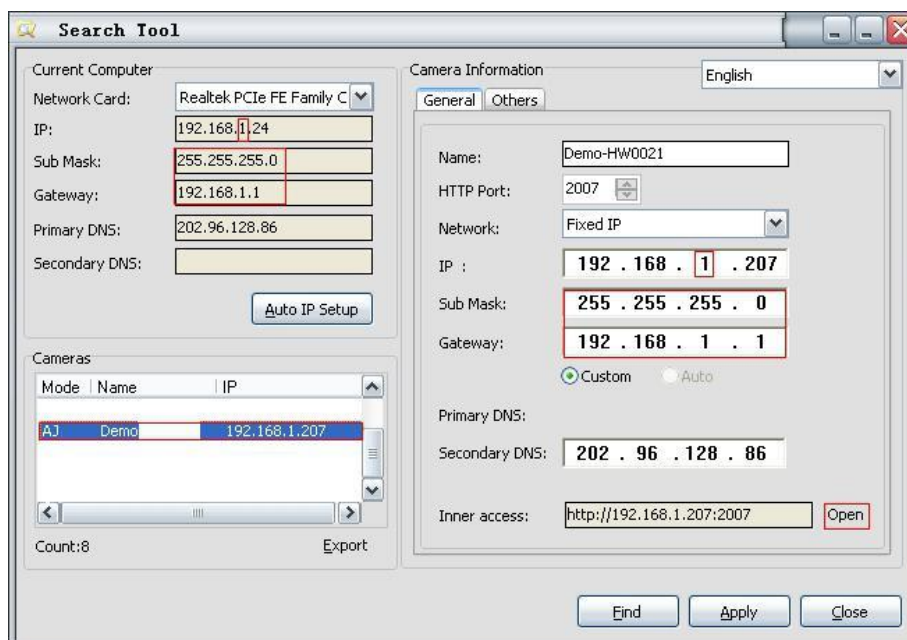 Search Tool
Current Computer
Network Card: Realtek PCIe FE Family C
IP: 192.168.1.24
Sub Mask: 255.255.255.0
Gateway: 192.168.1.1
Primary DNS: 202.96.128.86
Secondary DNS:
Auto IP Setup
Cameras
Mode Name IP
AJ Demo 192.168.1.207
Count:8 Export
Camera Information
English
General Others
Name: Demo-HW0021
HTTP Port: 2007
Network: Fixed IP
IP : 192 . 168 . 1 . 207
Sub Mask: 255 . 255 . 255 . 0
Gateway: 192 . 168 . 1 . 1
Custom Auto
Primary DNS:
Secondary DNS: 202 . 96 .128 . 86
Inner access: http://192.168.1.207:2007 Open
Find Apply Close